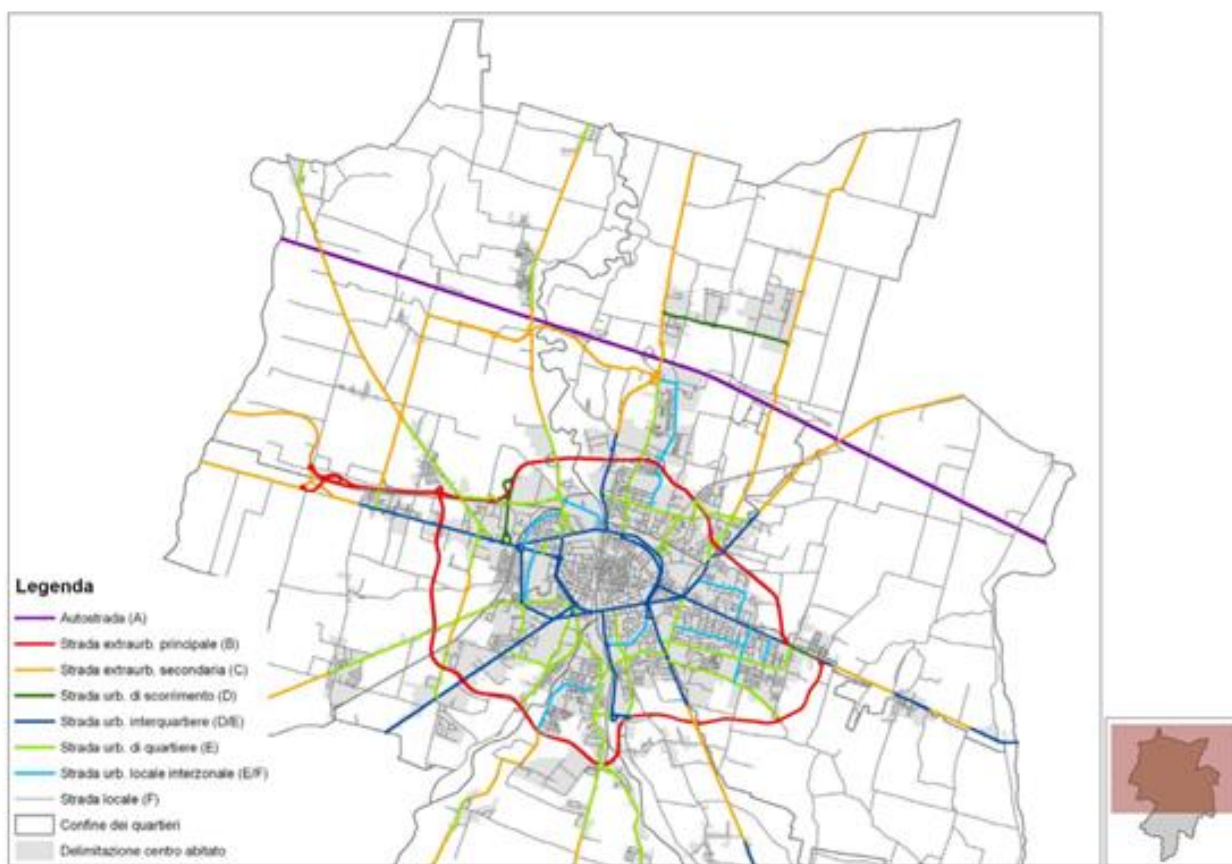 Legenda
Autostrada (A)
Strada extraurb. principale (B)
Strada extraurb. secondaria (C)
Strada urb. di scorrimento (D)
Strada urb. interquartiere (D/E)
Strada urb. di quartiere (E)
Strada urb. locale interzonale (E/F)
Strada locale (F)
Confine dei quartieri
Delimitazione centro abitato